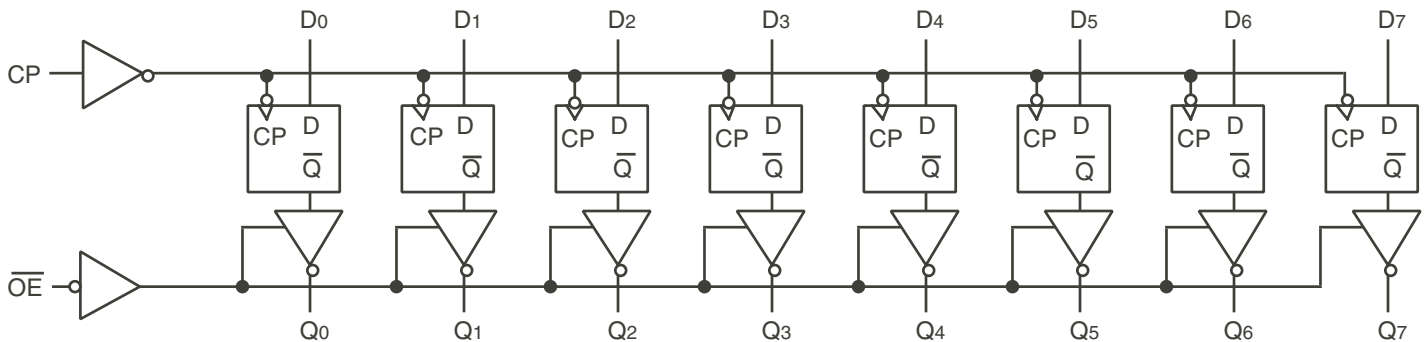 D0 D1 D2 D3 D4 D5 D6 D7
CP
CP D CP D CP D CP D CP D CP D CP D CP D
Q̅ Q̅ Q̅ Q̅ Q̅ Q̅ Q̅ Q̅
O̅E̅
Q0 Q1 Q2 Q3 Q4 Q5 Q6 Q7